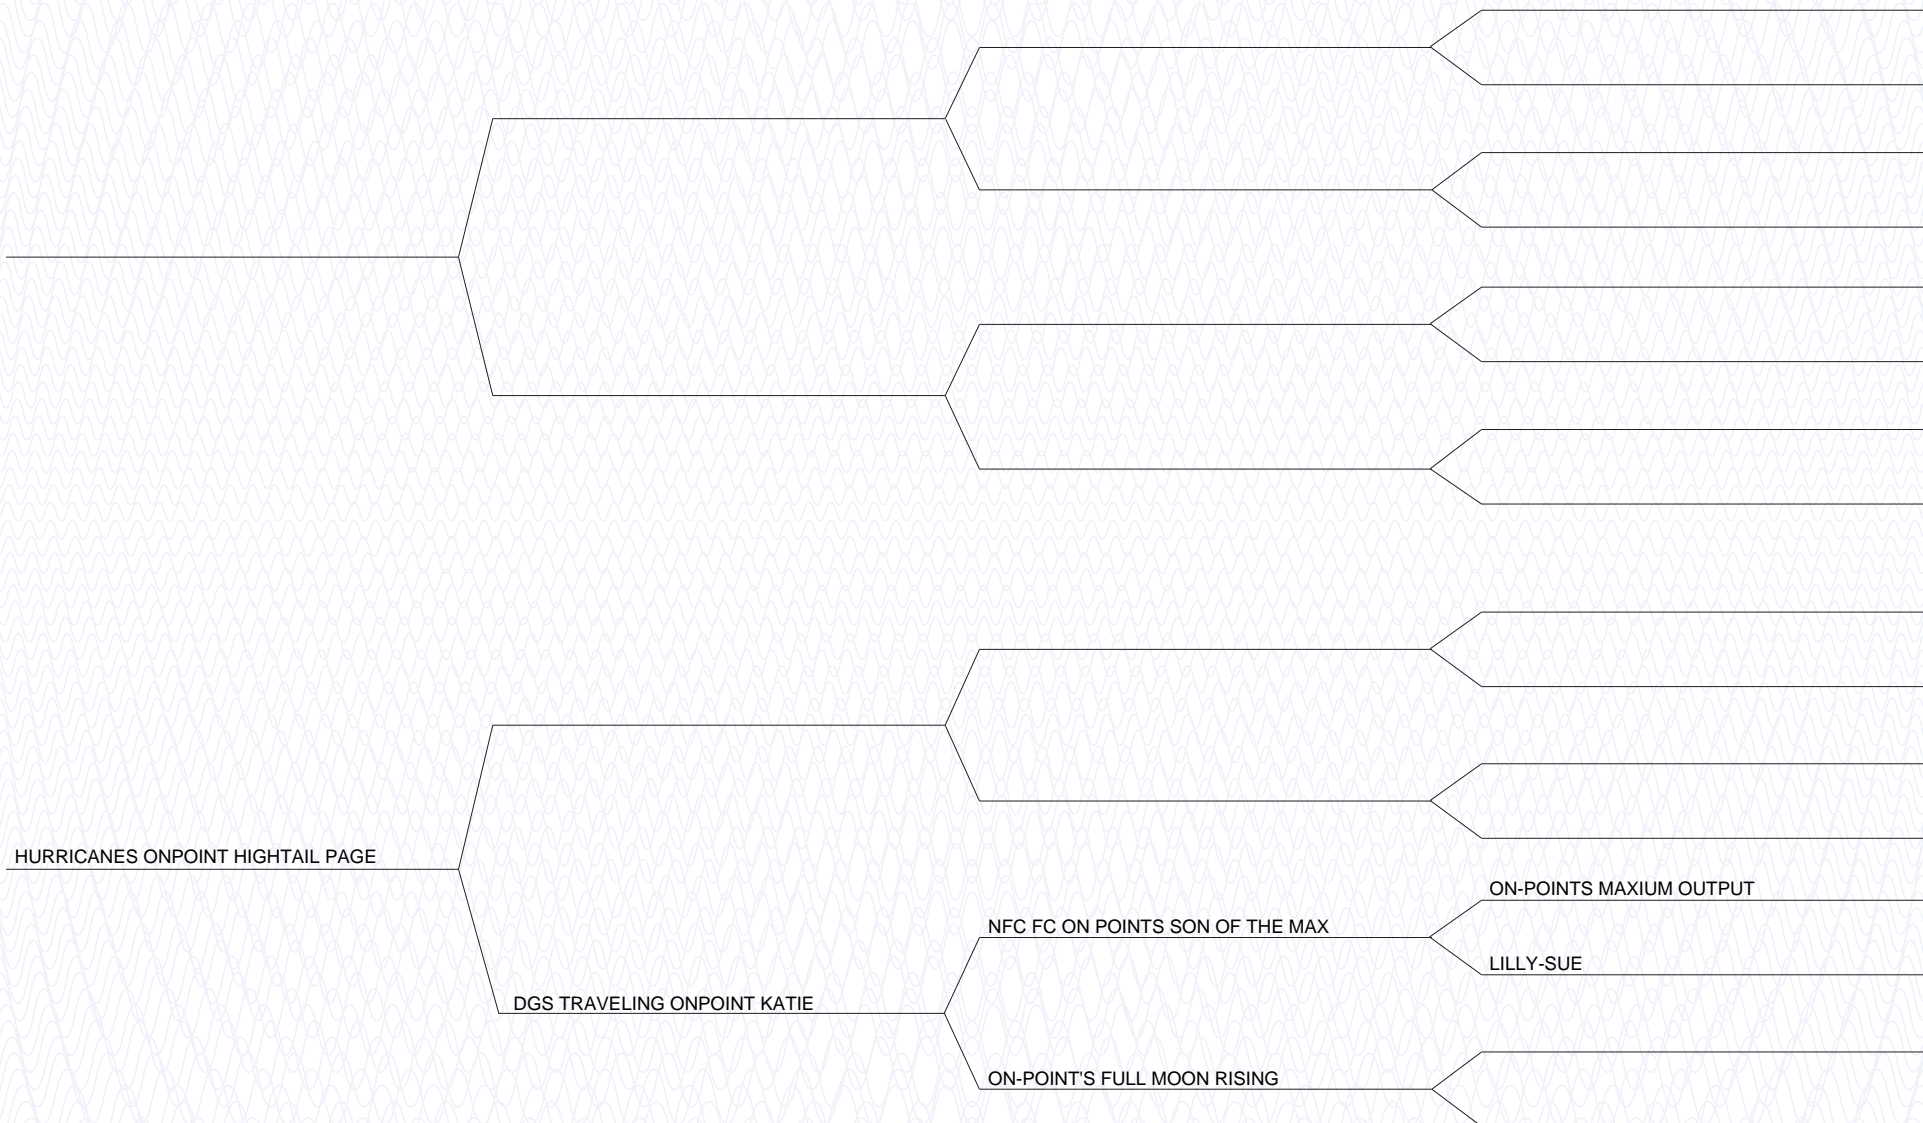 HURRICANES ONPOINT HIGHTAIL PAGE
ON-POINTS MAXIUM OUTPUT
NFC FC ON POINTS SON OF THE MAX
LILLY-SUE
DGS TRAVELING ONPOINT KATIE
ON-POINT'S FULL MOON RISING